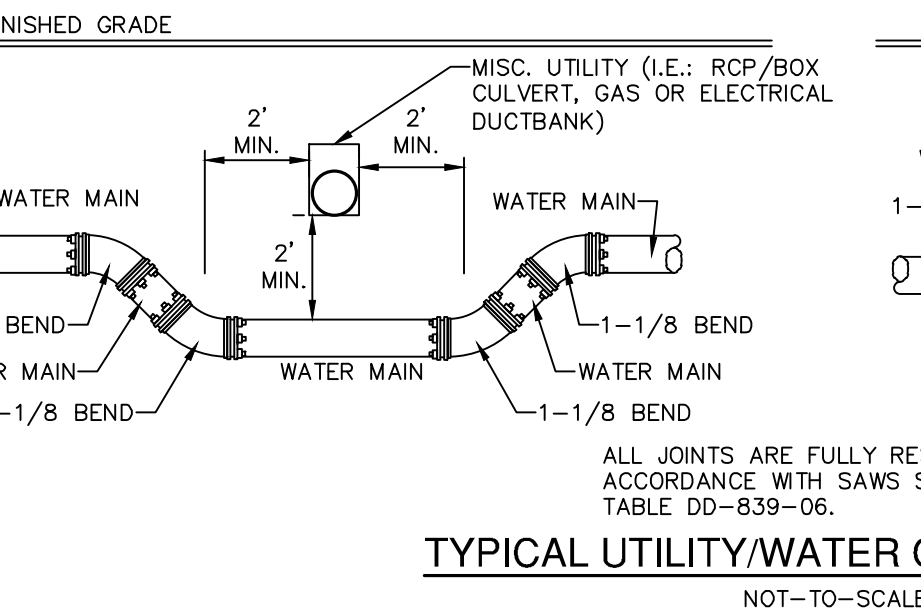 NISHED GRADE
MISC. UTILITY (I.E.: RCP/BOX
CULVERT, GAS OR ELECTRICAL
DUCTBANK)
2'
MIN.
2'
MIN.
WATER MAIN
WATER MAIN
1-
2'
MIN.
BEND
1-1/8 BEND
R MAIN
WATER MAIN
WATER MAIN
-1/8 BEND
1-1/8 BEND
ALL JOINTS ARE FULLY RE
ACCORDANCE WITH SAWS S
TABLE DD-839-06.
TYPICAL UTILITY/WATER
NOT-TO-SCALE